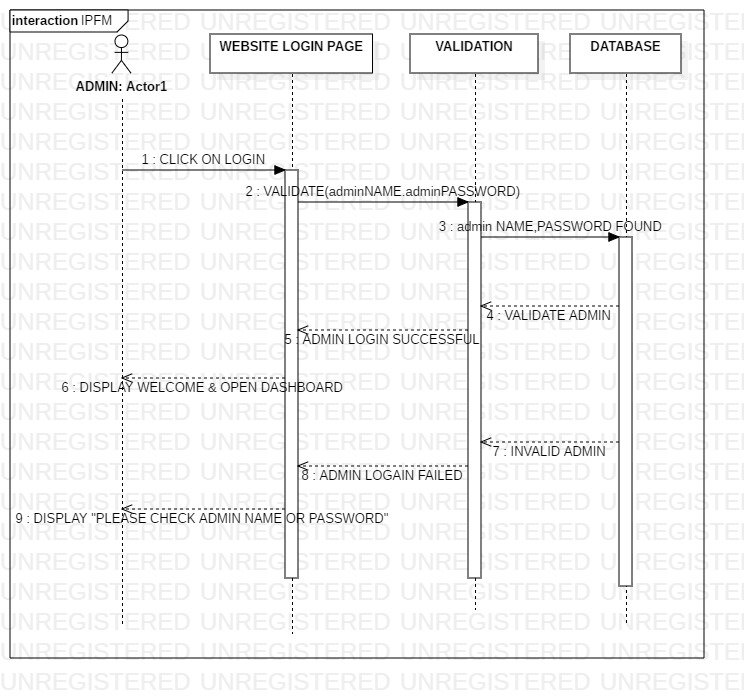 interaction IPFM
WEBSITE LOGIN PAGE
VALIDATION
DATABASE
ADMIN: Actor1
1 : CLICK ON LOGIN
2 : VALIDATE(adminNAME.adminPASSWORD)
3 : admin NAME,PASSWORD FOUND
4 : VALIDATE ADMIN
5 : ADMIN LOGIN SUCCESSFUL
6 : DISPLAY WELCOME & OPEN DASHBOARD
7 : INVALID ADMIN
8 : ADMIN LOGAIN FAILED
9 : DISPLAY "PLEASE CHECK ADMIN NAME OR PASSWORD"
UNREGISTERED